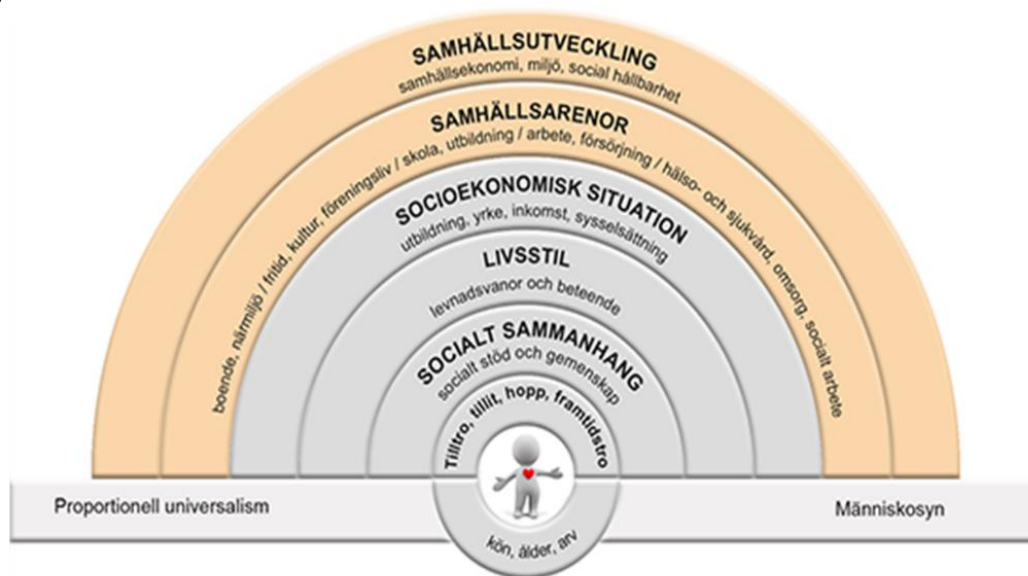 SAMHÄLLSUTVECKLING
samhällsekonomi, miljö, social hållbarhet
SAMHÄLLSARENOR
boende, närmiljö / fritid, kultur, föreningsliv / skola, utbildning / arbete, försörjning / hälso- och sjukvård, omsorg, socialt arbete
SOCIOEKONOMISK SITUATION
utbildning, yrke, inkomst, sysselsättning
LIVSSTIL
levnadsvanor och beteende
SOCIALT SAMMANHANG
socialt stöd och gemenskap
Tilltro, tillit, hopp, framtidstro
Proportionell universalism
Människosyn
kön, ålder, arv